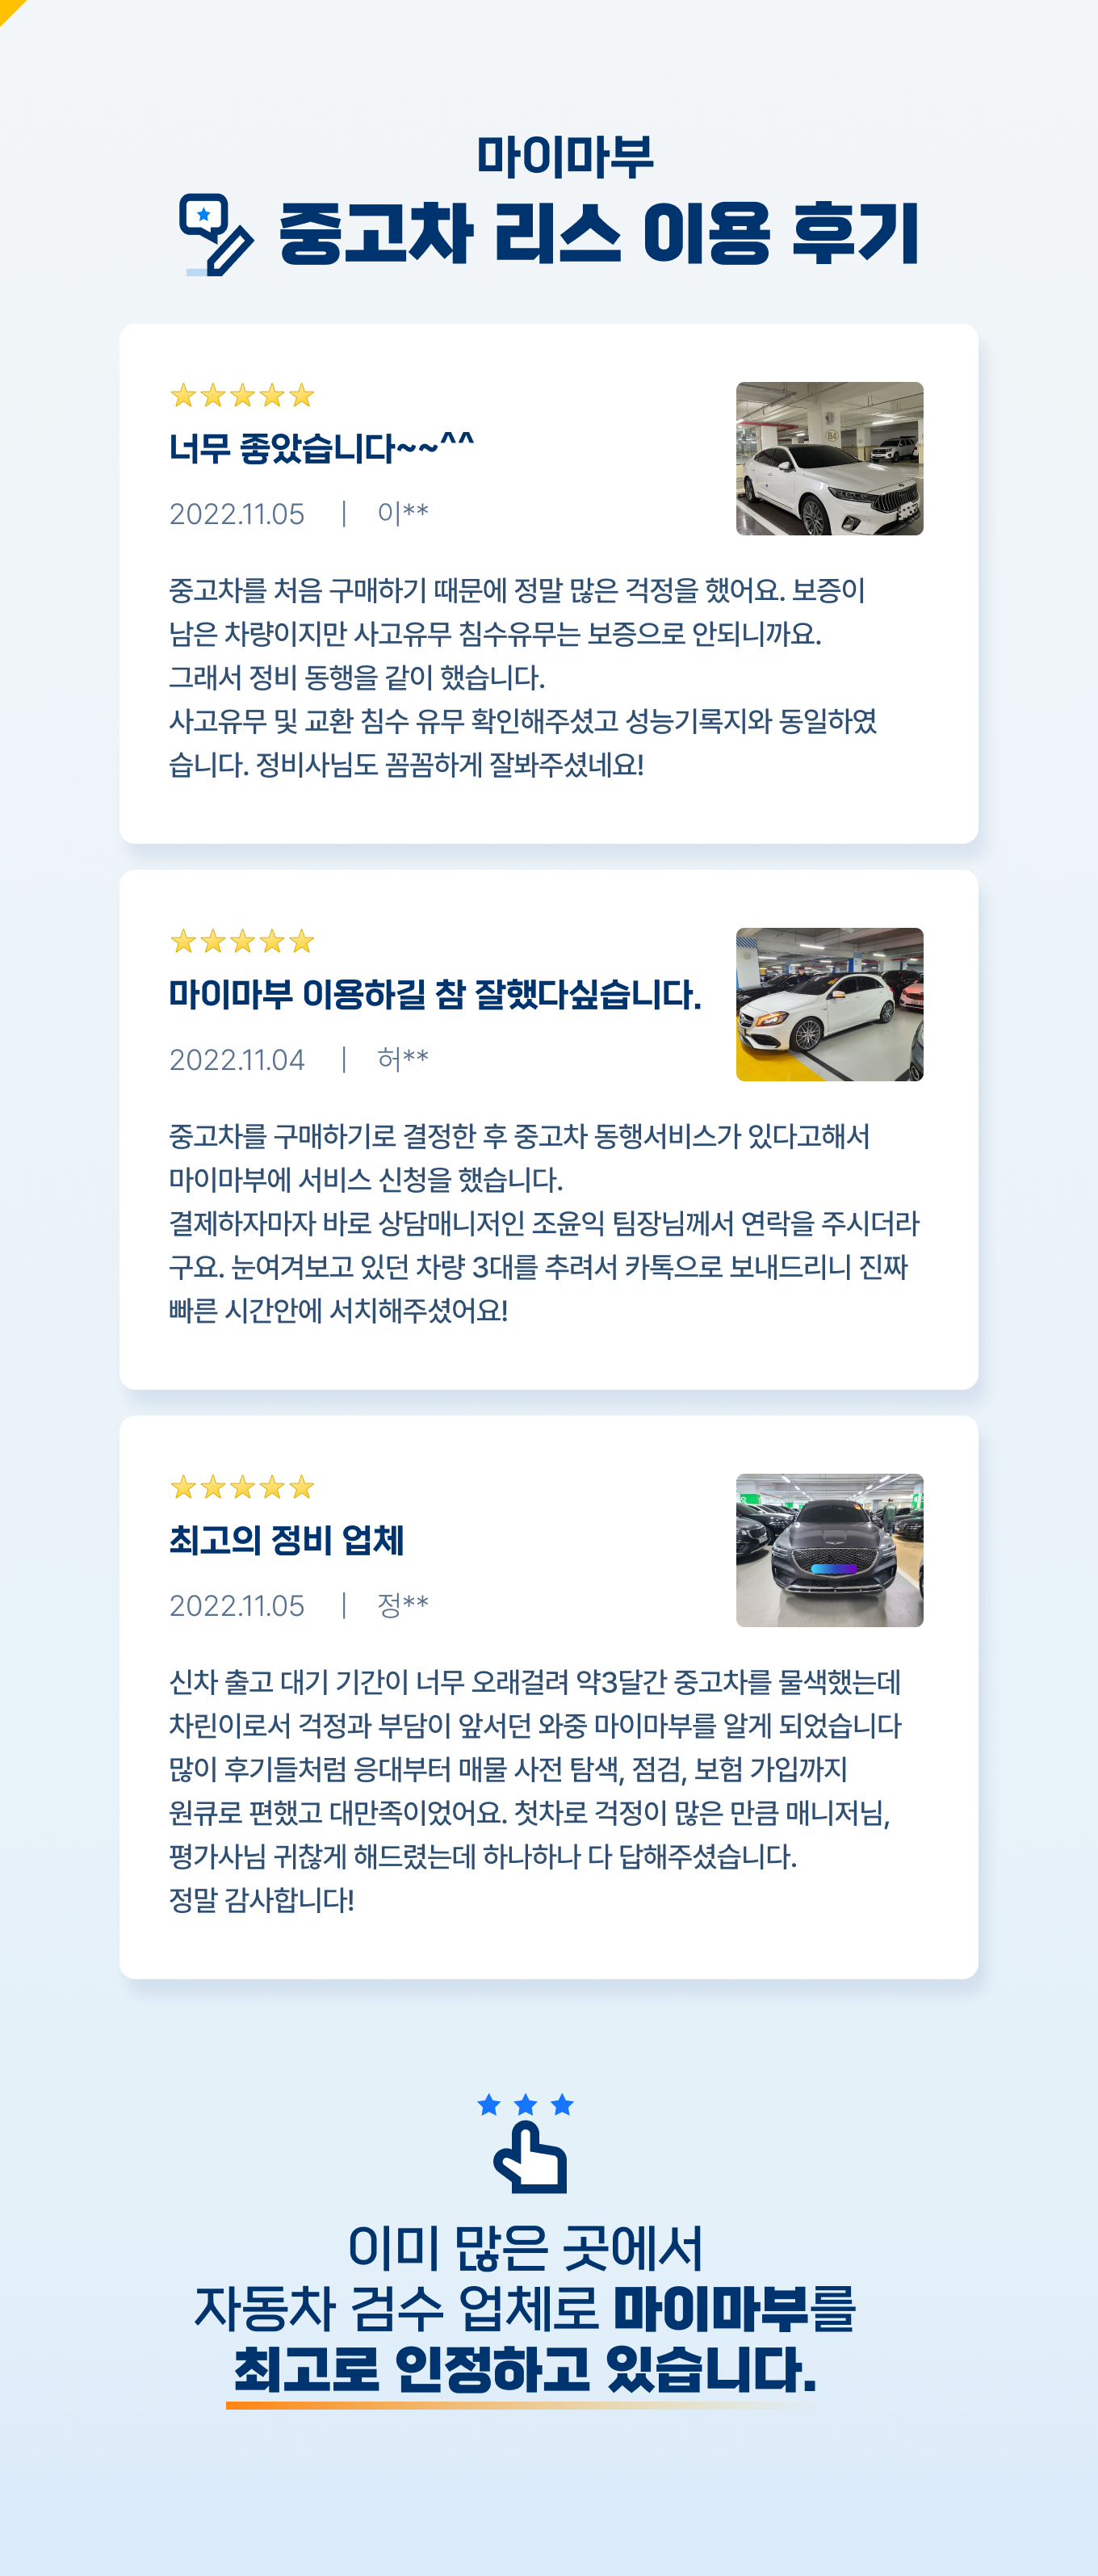 마이마부
중고차 리스 이용 후기
너무 좋았습니다~~^^
2022.11.05 | 이**
중고차를 처음 구매하기 때문에 정말 많은 걱정을 했어요. 보증이
남은 차량이지만 사고유무 침수유무는 보증으로 안되니까요.
그래서 정비 동행을 같이 했습니다.
사고유무 및 교환 침수 유무 확인해주셨고 성능기록지와 동일하였
습니다. 정비사님도 꼼꼼하게 잘봐주셨네요!
마이마부 이용하길 참 잘했다싶습니다.
2022.11.04 | 허**
중고차를 구매하기로 결정한 후 중고차 동행서비스가 있다고해서
마이마부에 서비스 신청을 했습니다.
결제하자마자 바로 상담매니저인 조윤익 팀장님께서 연락을 주시더라
구요. 눈여겨보고 있던 차량 3대를 추려서 카톡으로 보내드리니 진짜
빠른 시간안에 서치해주셨어요!
최고의 정비 업체
2022.11.05 | 정**
신차 출고 대기 기간이 너무 오래걸려 약3달간 중고차를 물색했는데
차린이로서 걱정과 부담이 앞서던 와중 마이마부를 알게 되었습니다
많이 후기들처럼 응대부터 매물 사전 탐색, 점검, 보험 가입까지
원큐로 편했고 대만족이었어요. 첫차로 걱정이 많은 만큼 매니저님,
평가사님 귀찮게 해드렸는데 하나하나 다 답해주셨습니다.
정말 감사합니다!
이미 많은 곳에서
자동차 검수 업체로 마이마부를
최고로 인정하고 있습니다.